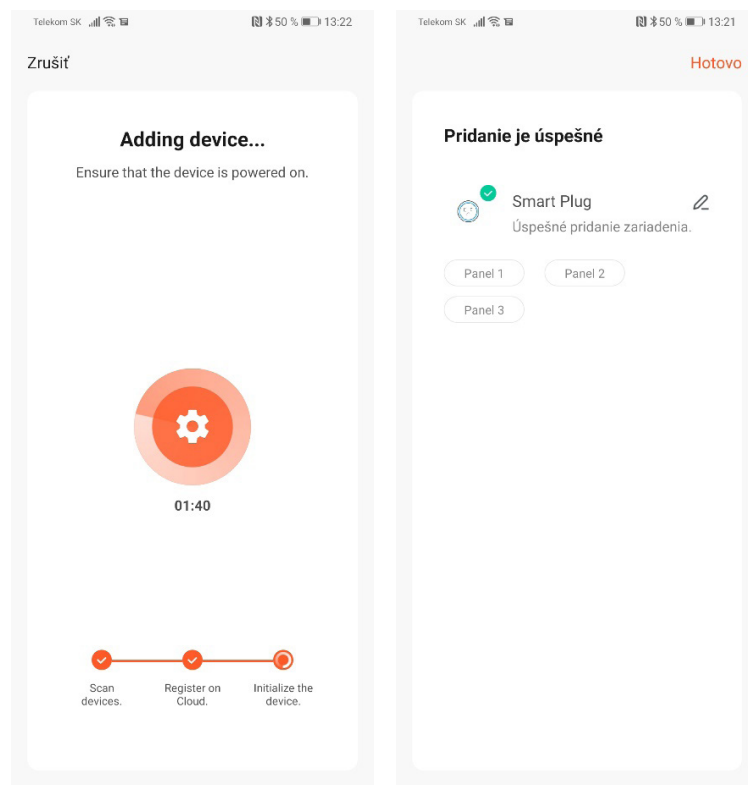 Telekom SK 50 % 13:22
Zrušiť
Adding device...
Ensure that the device is powered on.
01:40
Scan devices.
Register on Cloud.
Initialize the device.
Telekom SK 50 % 13:21
Hotovo
Pridanie je úspešné
Smart Plug
Úspešné pridanie zariadenia.
Panel 1
Panel 2
Panel 3